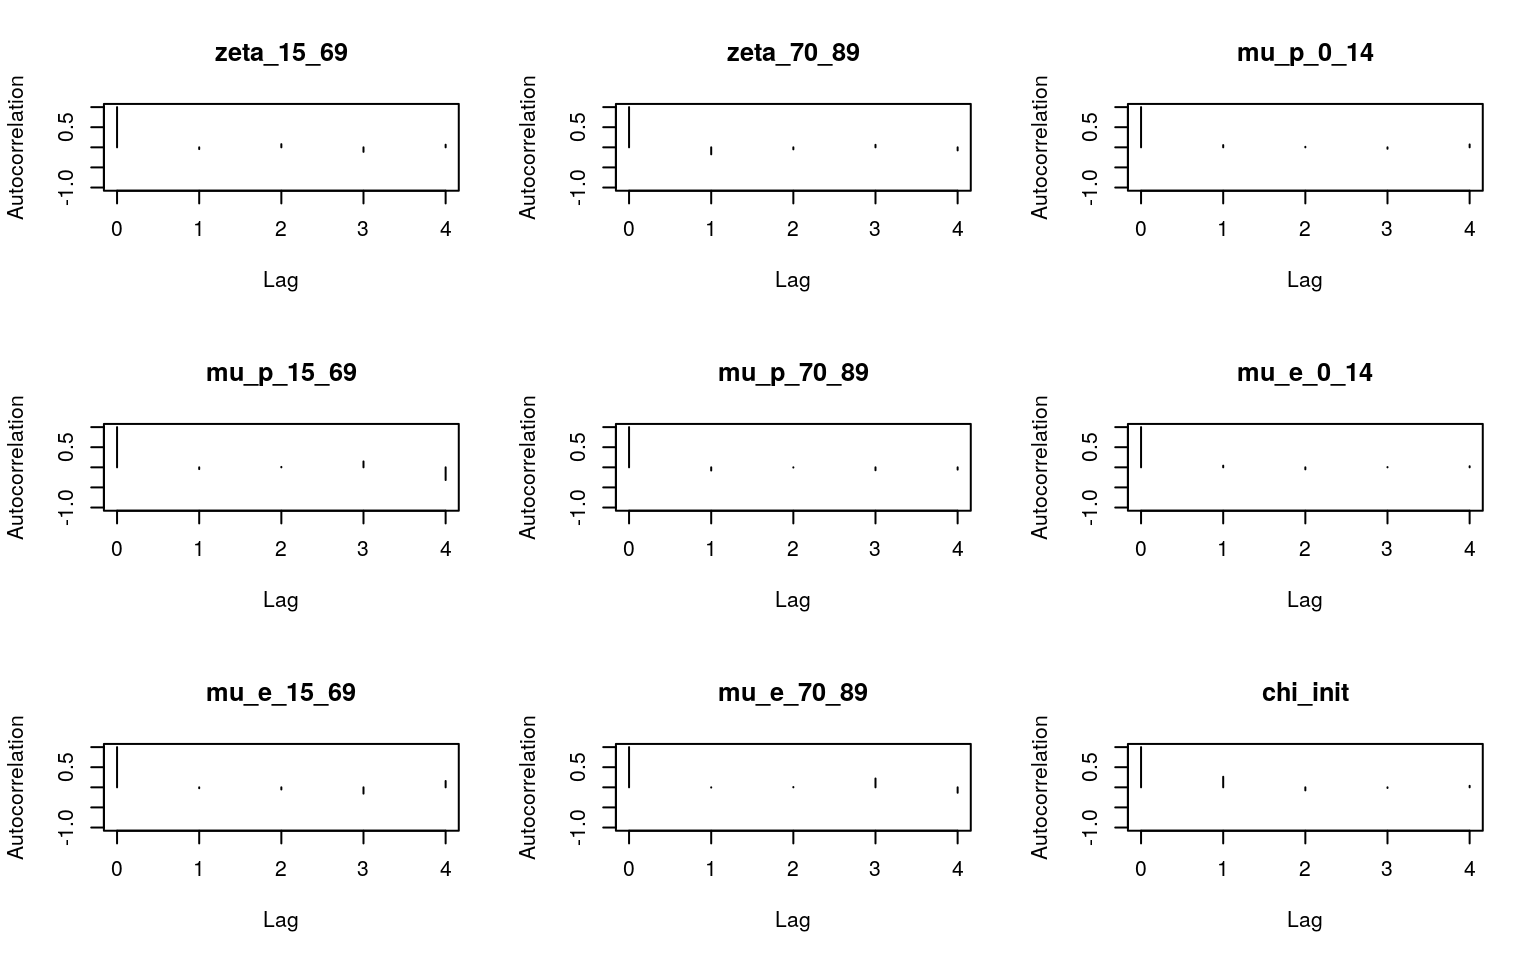 zeta_15_69
Autocorrelation
0.5
-1.0
0 1 2 3 4
Lag
zeta_70_89
Autocorrelation
0.5
-1.0
0 1 2 3 4
Lag
mu_p_0_14
Autocorrelation
0.5
-1.0
0 1 2 3 4
Lag
mu_p_15_69
Autocorrelation
0.5
-1.0
0 1 2 3 4
Lag
mu_p_70_89
Autocorrelation
0.5
-1.0
0 1 2 3 4
Lag
mu_e_0_14
Autocorrelation
0.5
-1.0
0 1 2 3 4
Lag
mu_e_15_69
Autocorrelation
0.5
-1.0
0 1 2 3 4
Lag
mu_e_70_89
Autocorrelation
0.5
-1.0
0 1 2 3 4
Lag
chi_init
Autocorrelation
0.5
-1.0
0 1 2 3 4
Lag